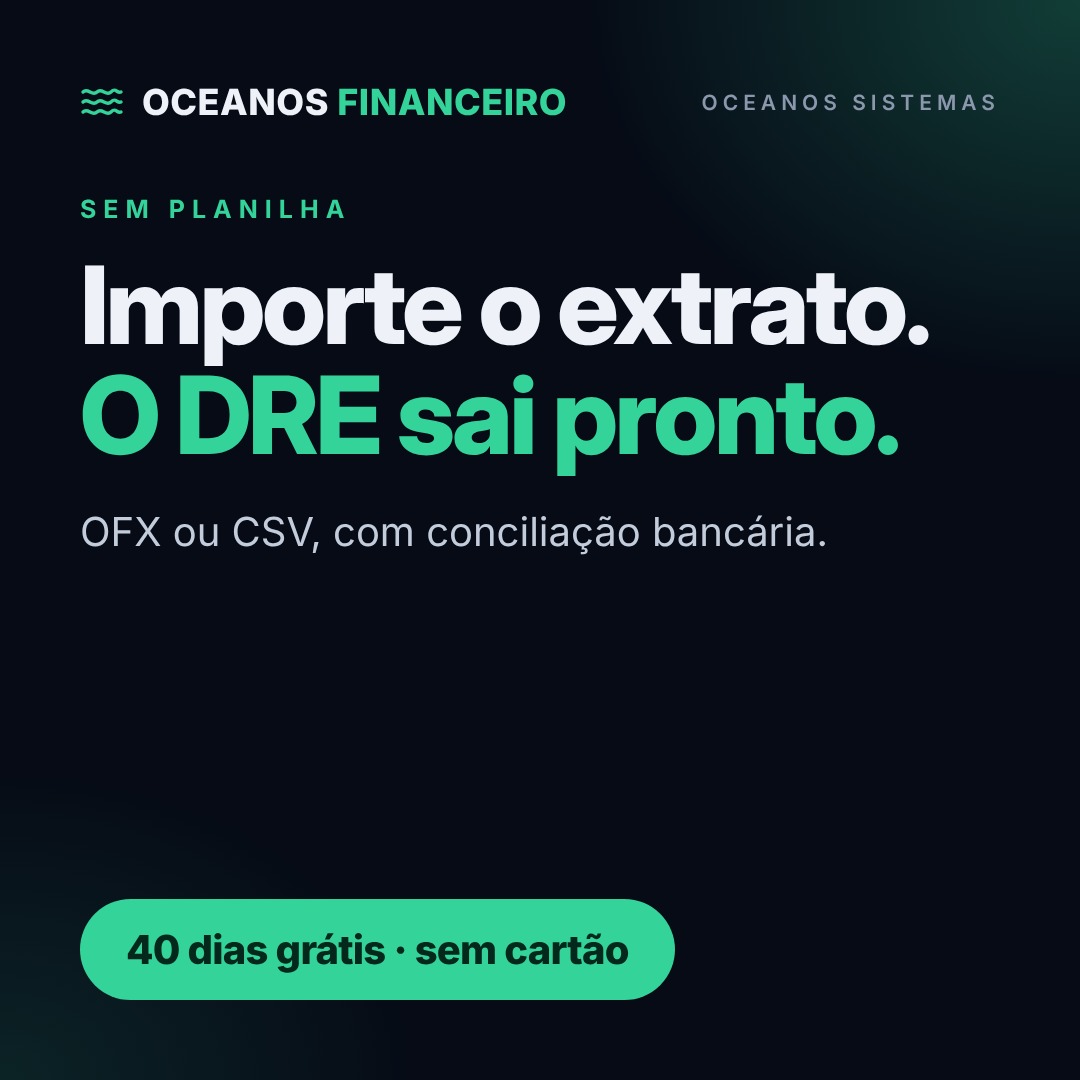 OCEANOS FINANCEIRO
OCEANOS SISTEMAS
SEM PLANILHA
Importe o extrato.
O DRE sai pronto.
OFX ou CSV, com conciliação bancária.
40 dias grátis · sem cartão